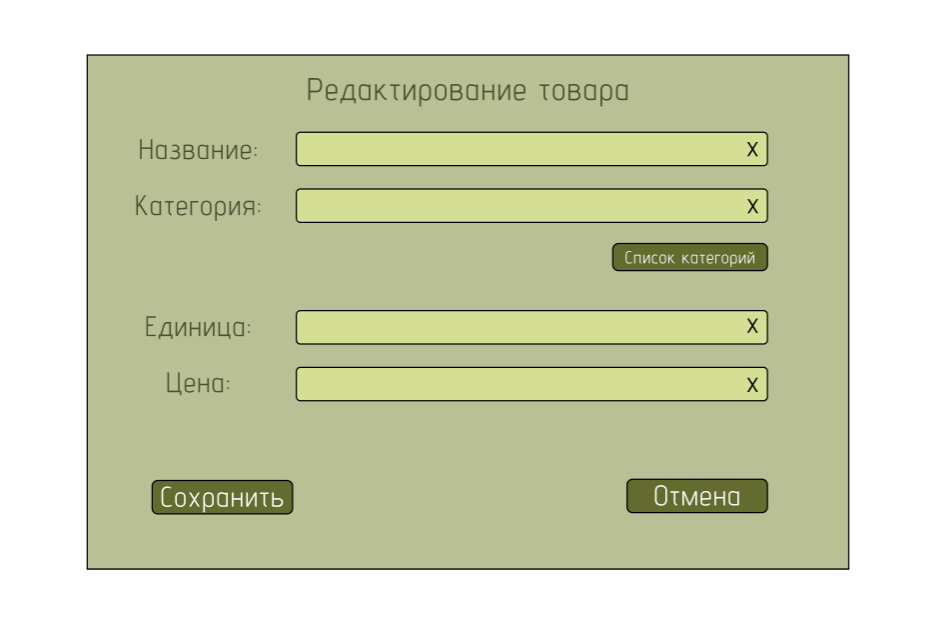 Редактирование товара
Название: X
Категория: X
Список категорий
Единица: X
Цена: X
Сохранить Отмена